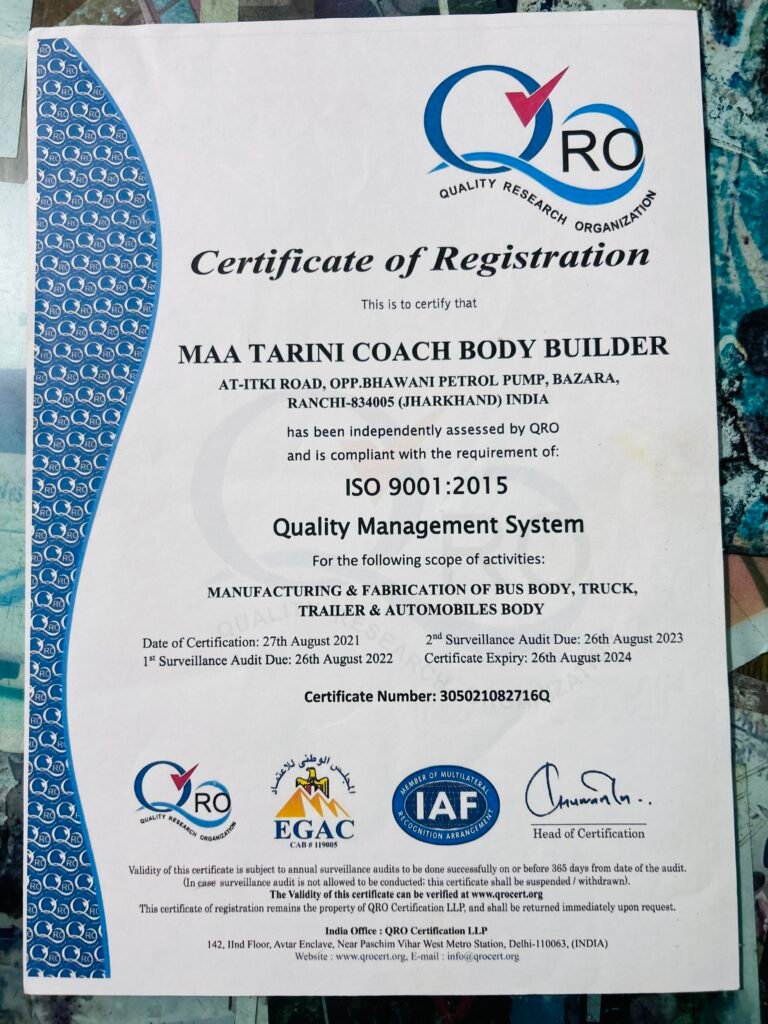 QRO
QUALITY RESEARCH ORGANIZATION
Certificate of Registration
This is to certify that
MAA TARINI COACH BODY BUILDER
AT-ITKI ROAD, OPP.BHAWANI PETROL PUMP, BAZARA,
RANCHI-834005 (JHARKHAND) INDIA
has been independently assessed by QRO
and is compliant with the requirement of:
ISO 9001:2015
Quality Management System
For the following scope of activities:
MANUFACTURING & FABRICATION OF BUS BODY, TRUCK,
TRAILER & AUTOMOBILES BODY
Date of Certification: 27th August 2021 2nd Surveillance Audit Due: 26th August 2023
1st Surveillance Audit Due: 26th August 2022 Certificate Expiry: 26th August 2024
Certificate Number: 305021082716Q
QRO
QUALITY RESEARCH ORGANIZATION
المجلس الوطنى للاعتماد
EGAC
CAB # 119005
MEMBER OF MULTILATERAL
IAF
RECOGNITION ARRANGEMENT
Head of Certification
Validity of this certificate is subject to annual surveillance audits to be done successfully on or before 365 days from date of the audit.
(In case surveillance audit is not allowed to be conducted; this certificate shall be suspended / withdrawn).
The Validity of this certificate can be verified at www.qrocert.org
This certificate of registration remains the property of QRO Certification LLP, and shall be returned immediately upon request.
India Office : QRO Certification LLP
142, IInd Floor, Avtar Enclave, Near Paschim Vihar West Metro Station, Delhi-110063, (INDIA)
Website : www.qrocert.org, E-mail : info@qrocert.org